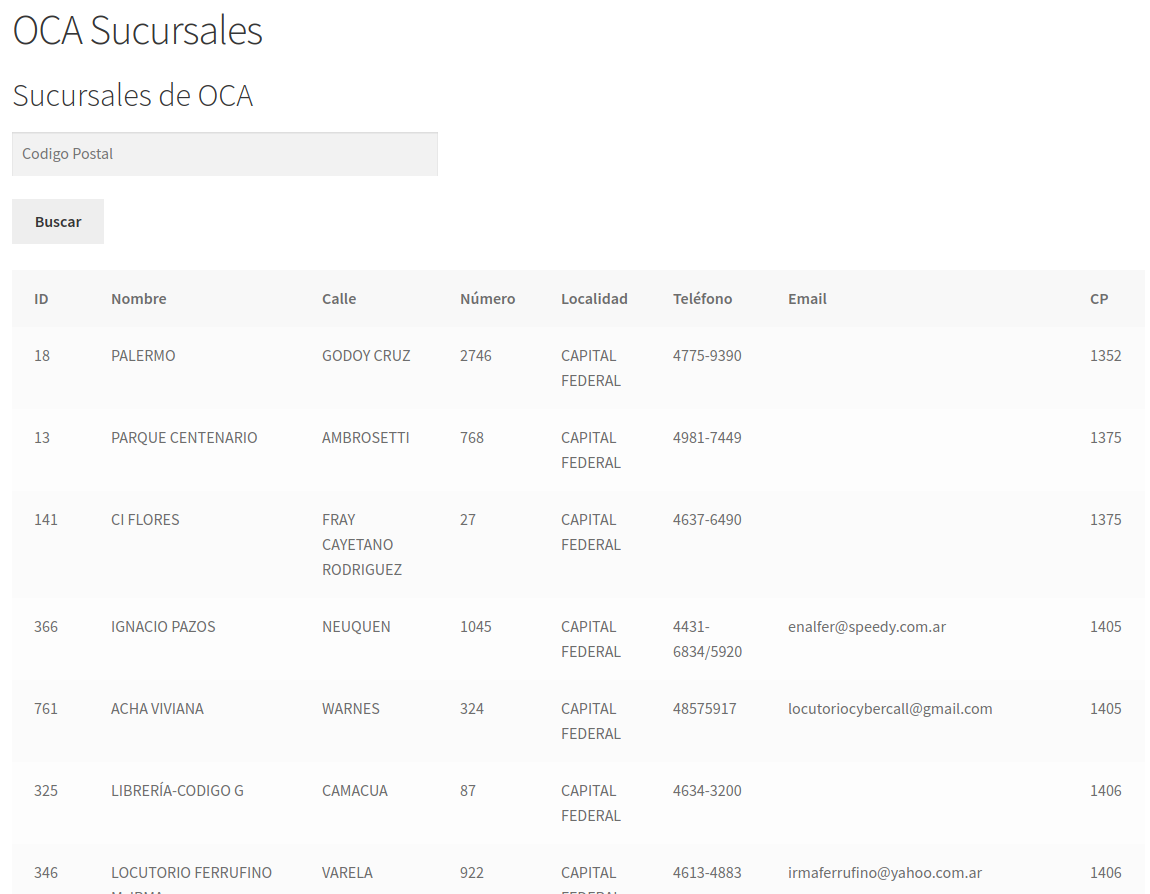 OCA Sucursales
Sucursales de OCA
Codigo Postal
Buscar
ID Nombre Calle Número Localidad Teléfono Email CP
18 PALERMO GODOY CRUZ 2746 CAPITAL 4775-9390 1352
FEDERAL
13 PARQUE CENTENARIO AMBROSETTI 768 CAPITAL 4981-7449 1375
FEDERAL
141 CI FLORES FRAY 27 CAPITAL 4637-6490 1375
CAYETANO FEDERAL
RODRIGUEZ
366 IGNACIO PAZOS NEUQUEN 1045 CAPITAL 4431- enalfer@speedy.com.ar 1405
FEDERAL 6834/5920
761 ACHA VIVIANA WARNES 324 CAPITAL 48575917 locutoriocybercall@gmail.com 1405
FEDERAL
325 LIBRERÍA-CODIGO G CAMACUA 87 CAPITAL 4634-3200 1406
FEDERAL
346 LOCUTORIO FERRUFINO VARELA 922 CAPITAL 4613-4883 irmaferrufino@yahoo.com.ar 1406